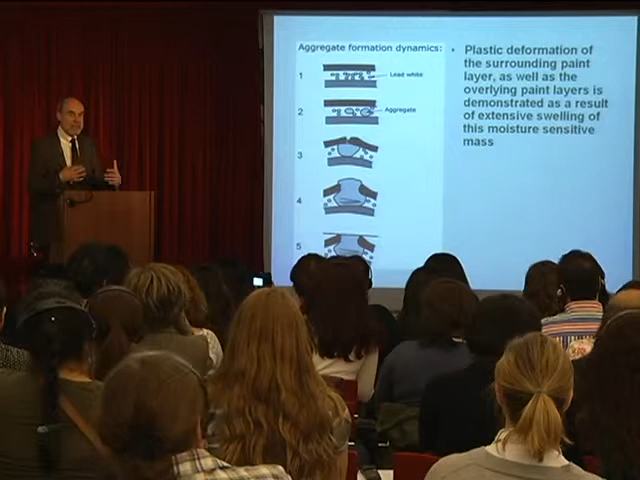 Aggregate formation dynamics:
1
Lead white
2
Aggregate
3
4
5
• Plastic deformation of
the surrounding paint
layer, as well as the
overlying paint layers is
demonstrated as a result
of extensive swelling of
this moisture sensitive
mass